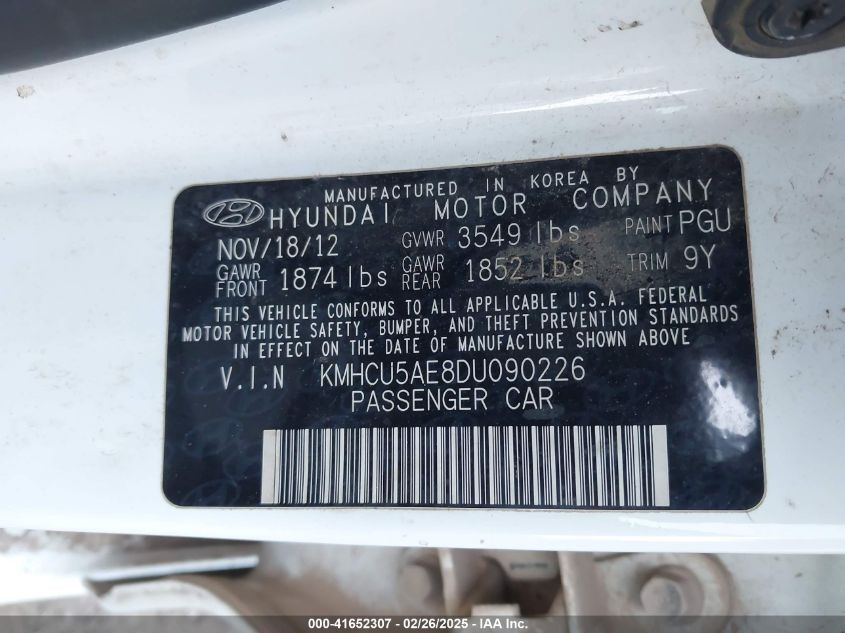 MANUFACTURED IN KOREA BY
HYUNDAI MOTOR COMPANY
NOV/18/12 GVWR 3549 lbs PAINT PGU
GAWR FRONT 1874 lbs GAWR REAR 1852 lbs TRIM 9Y
THIS VEHICLE CONFORMS TO ALL APPLICABLE U.S.A. FEDERAL
MOTOR VEHICLE SAFETY, BUMPER, AND THEFT PREVENTION STANDARDS
IN EFFECT ON THE DATE OF MANUFACTURE SHOWN ABOVE
V.I.N KMHCU5AE8DU090226
PASSENGER CAR
000-41652307 - 02/26/2025 - IAA Inc.